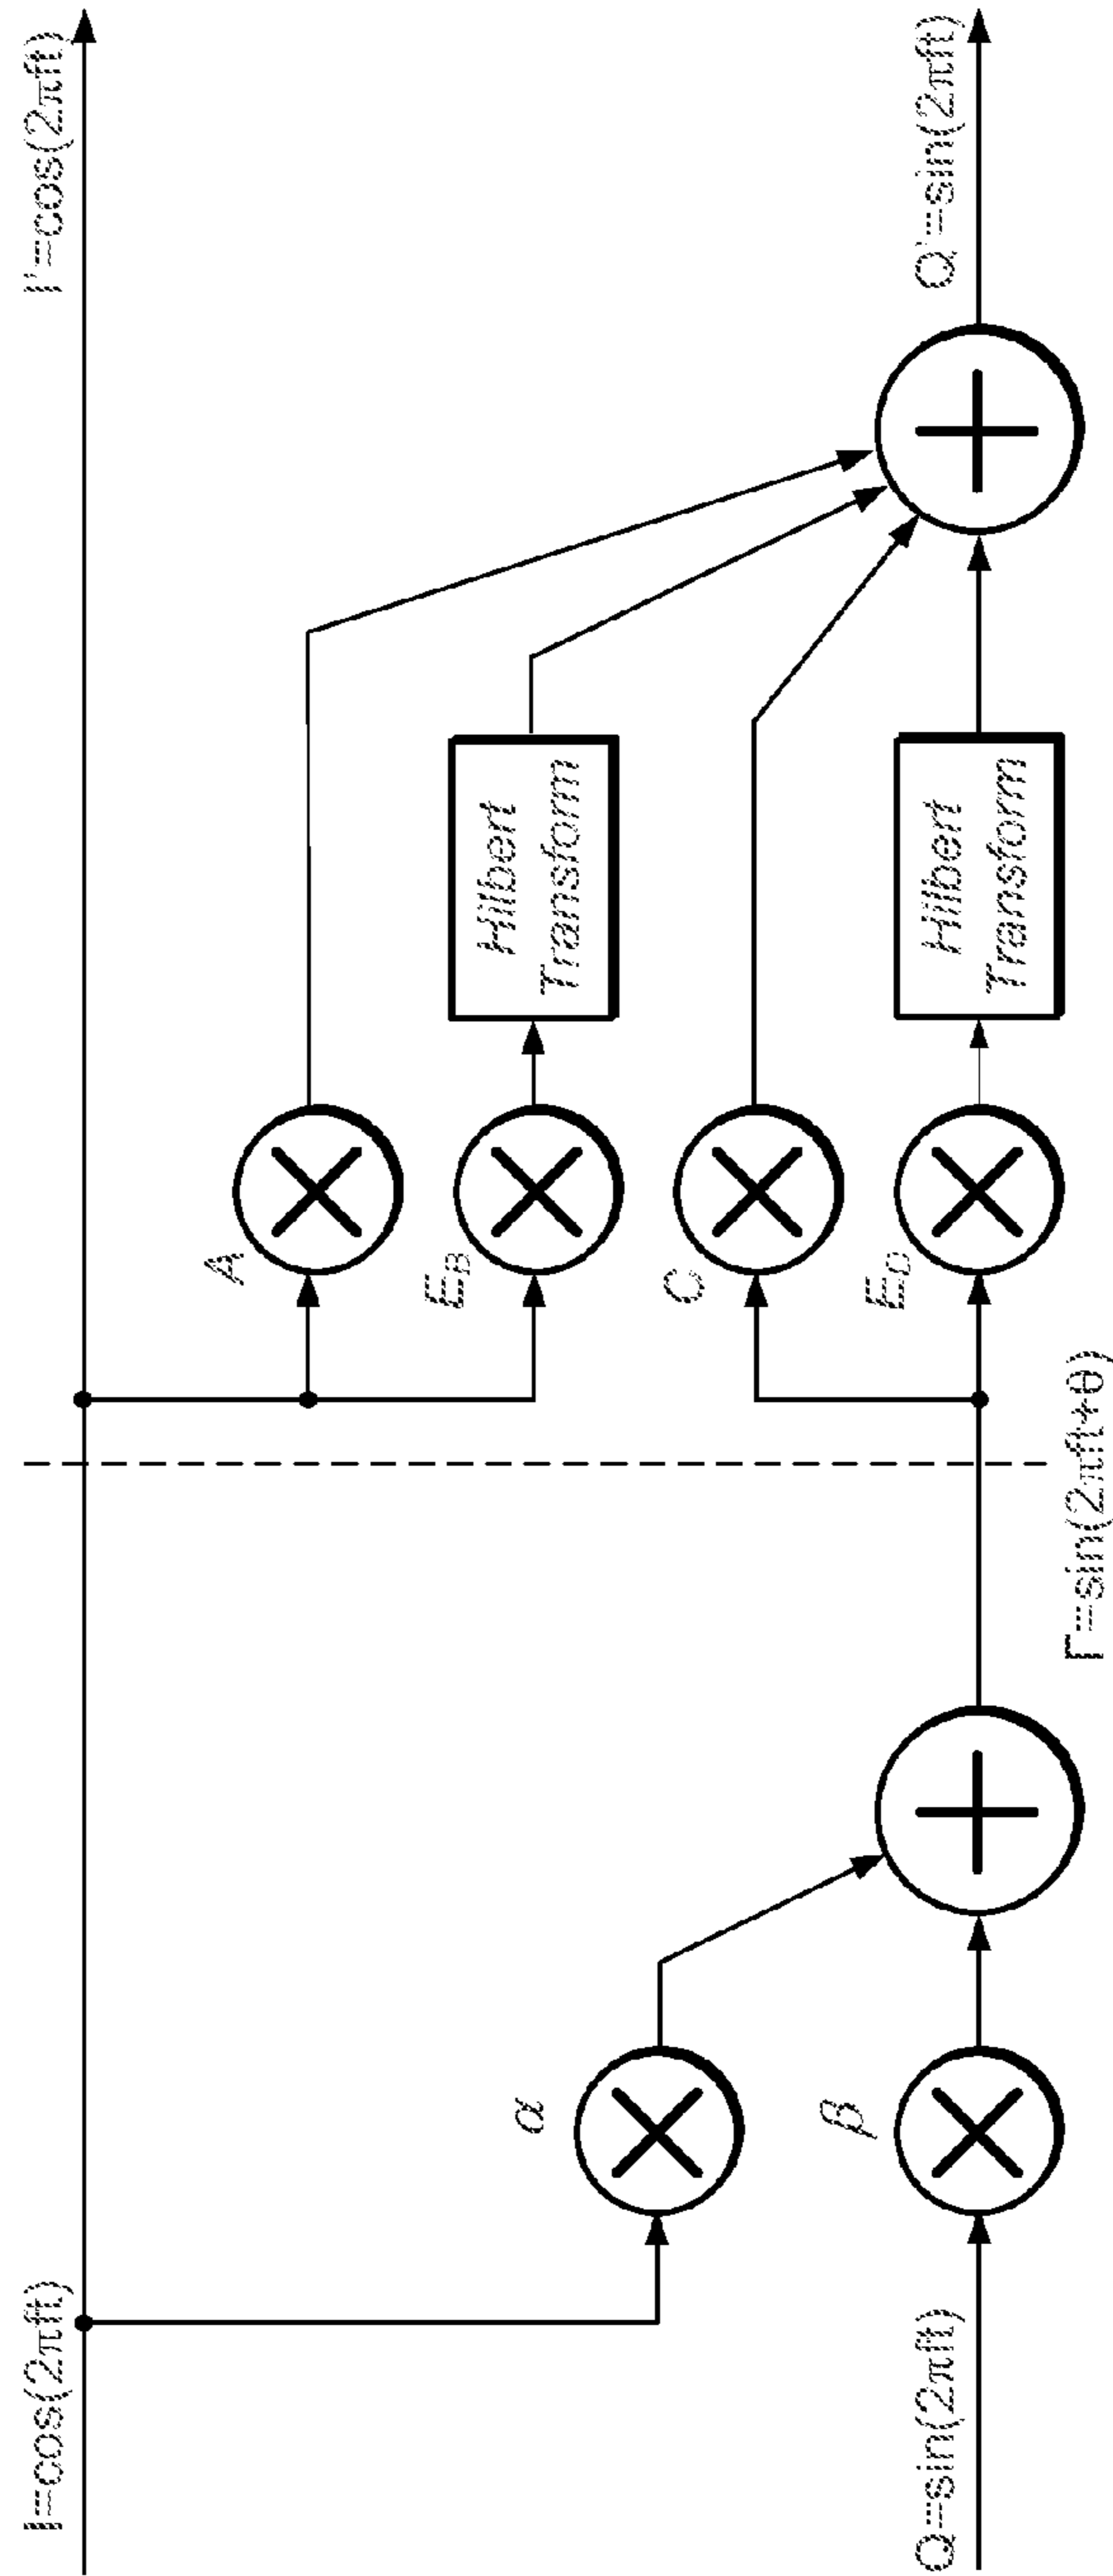 I=cos(2πft)
I'=cos(2πft)
A
E_B
Hilbert
Transform
α
C
β
E_D
Hilbert
Transform
Q=sin(2πft)
Q'=sin(2πft)
Γ=sin(2πft+θ)